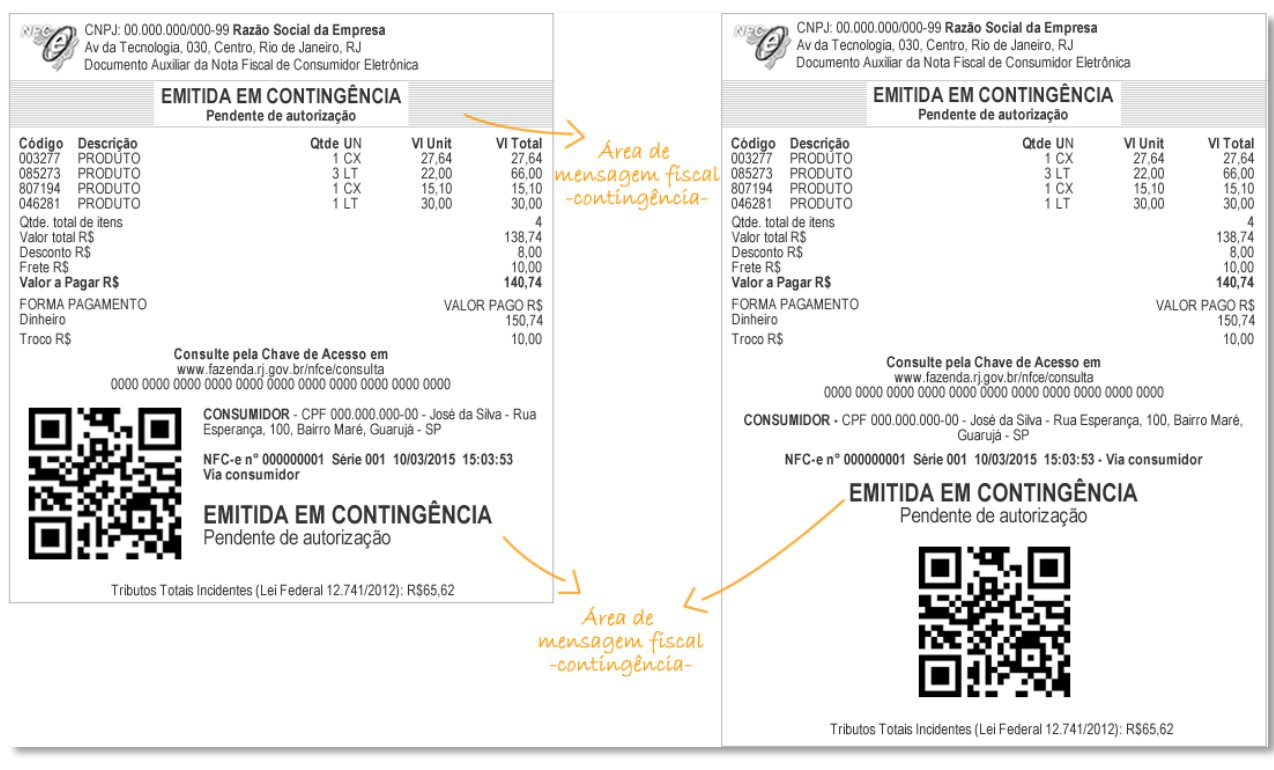 NFC e
CNPJ: 00.000.000/000-99 Razão Social da Empresa
Av da Tecnologia, 030, Centro, Rio de Janeiro, RJ
Documento Auxiliar da Nota Fiscal de Consumidor Eletrônica
EMITIDA EM CONTINGÊNCIA
Pendente de autorização
Código Descrição Qtde UN Vl Unit Vl Total
003277 PRODUTO 1 CX 27,64 27,64
085273 PRODUTO 3 LT 22,00 66,00
807194 PRODUTO 1 CX 15,10 15,10
046281 PRODUTO 1 LT 30,00 30,00
Qtde. total de itens 4
Valor total R$ 138,74
Desconto R$ 8,00
Frete R$ 10,00
Valor a Pagar R$ 140,74
FORMA PAGAMENTO VALOR PAGO R$
Dinheiro 150,74
Troco R$ 10,00
Consulte pela Chave de Acesso em
www.fazenda.rj.gov.br/nfce/consulta
0000 0000 0000 0000 0000 0000 0000 0000 0000 0000 0000
CONSUMIDOR - CPF 000.000.000-00 - José da Silva - Rua
Esperança, 100, Bairro Maré, Guarujá - SP
NFC-e n° 000000001 Série 001 10/03/2015 15:03:53
Via consumidor
EMITIDA EM CONTINGÊNCIA
Pendente de autorização
Tributos Totais Incidentes (Lei Federal 12.741/2012): R$65,62
Área de
mensagem fiscal
-contingência-
Área de
mensagem fiscal
-contingência-
NFC e
CNPJ: 00.000.000/000-99 Razão Social da Empresa
Av da Tecnologia, 030, Centro, Rio de Janeiro, RJ
Documento Auxiliar da Nota Fiscal de Consumidor Eletrônica
EMITIDA EM CONTINGÊNCIA
Pendente de autorização
Código Descrição Qtde UN Vl Unit Vl Total
003277 PRODUTO 1 CX 27,64 27,64
085273 PRODUTO 3 LT 22,00 66,00
807194 PRODUTO 1 CX 15,10 15,10
046281 PRODUTO 1 LT 30,00 30,00
Qtde. total de itens 4
Valor total R$ 138,74
Desconto R$ 8,00
Frete R$ 10,00
Valor a Pagar R$ 140,74
FORMA PAGAMENTO VALOR PAGO R$
Dinheiro 150,74
Troco R$ 10,00
Consulte pela Chave de Acesso em
www.fazenda.rj.gov.br/nfce/consulta
0000 0000 0000 0000 0000 0000 0000 0000 0000 0000 0000
CONSUMIDOR - CPF 000.000.000-00 - José da Silva - Rua Esperança, 100, Bairro Maré,
Guarujá - SP
NFC-e n° 000000001 Série 001 10/03/2015 15:03:53 - Via consumidor
EMITIDA EM CONTINGÊNCIA
Pendente de autorização
Tributos Totais Incidentes (Lei Federal 12.741/2012): R$65,62